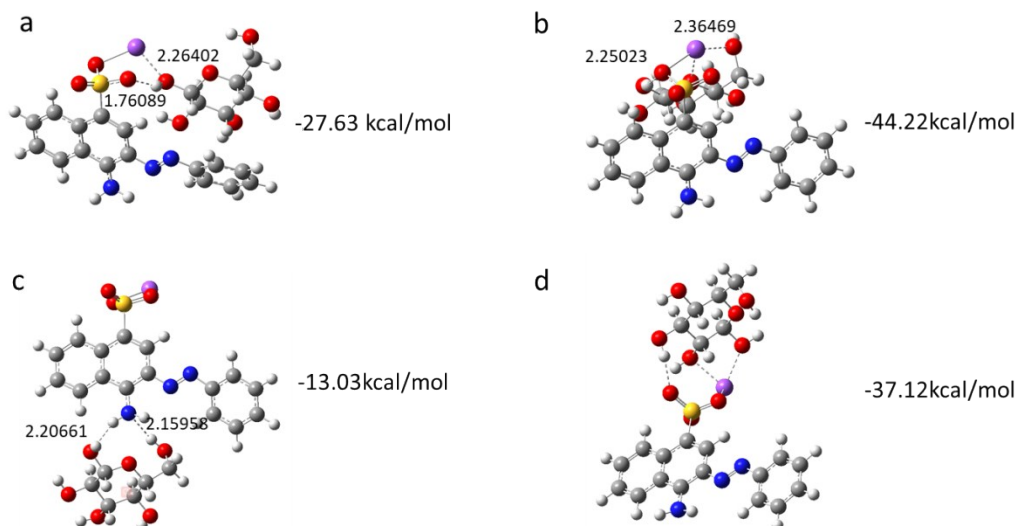 a
2.26402
1.76089
-27.63 kcal/mol
b
2.36469
2.25023
-44.22kcal/mol
c
2.20661
2.15958
-13.03kcal/mol
d
-37.12kcal/mol